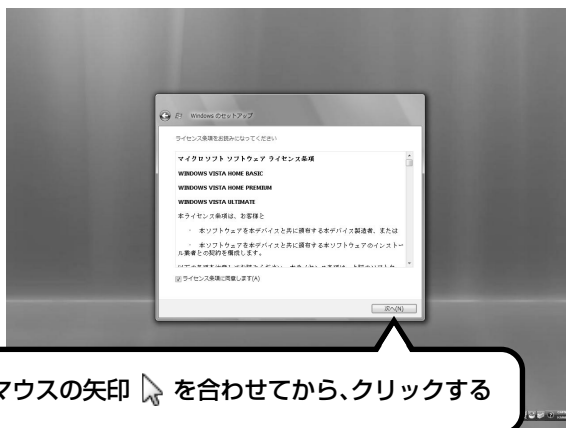 Windows のセットアップ
ライセンス条項をお読みになってください
マイクロソフト ソフトウェア ライセンス条項
WINDOWS VISTA HOME BASIC
WINDOWS VISTA HOME PREMIUM
WINDOWS VISTA ULTIMATE
本ライセンス条項は、お客様と
・ 本ソフトウェアを本デバイスと共に頒布する本デバイス製造者、または
・ 本ソフトウェアを本デバイスと共に頒布する本ソフトウェアのインストー
ル業者との契約を構成します。
ライセンス条項に同意します(A)
次へ(N)
マウスの矢印 を合わせてから、クリックする